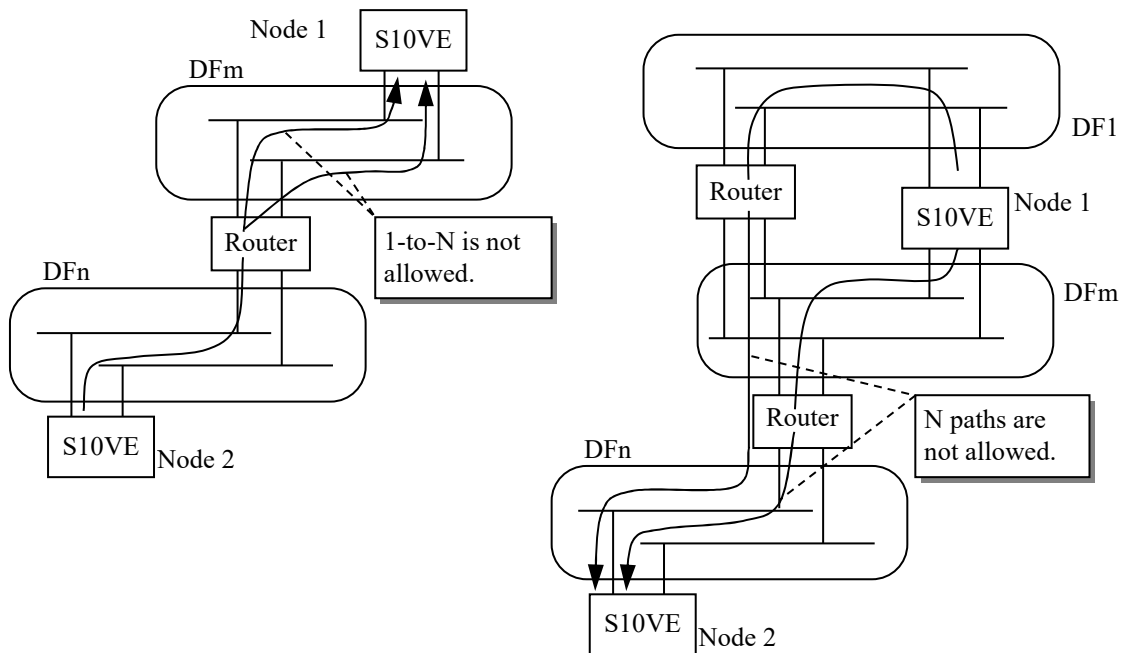 Node 1
S10VE
DFm
Router
1-to-N is not
allowed.
DFn
S10VE
Node 2
DF1
Router
S10VE
Node 1
DFm
Router
N paths are
not allowed.
DFn
S10VE
Node 2